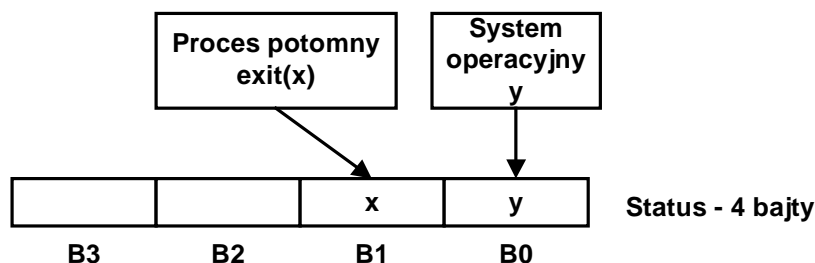 Proces potomny
exit(x)
System
operacyjny
y
x
y
Status - 4 bajty
B3
B2
B1
B0